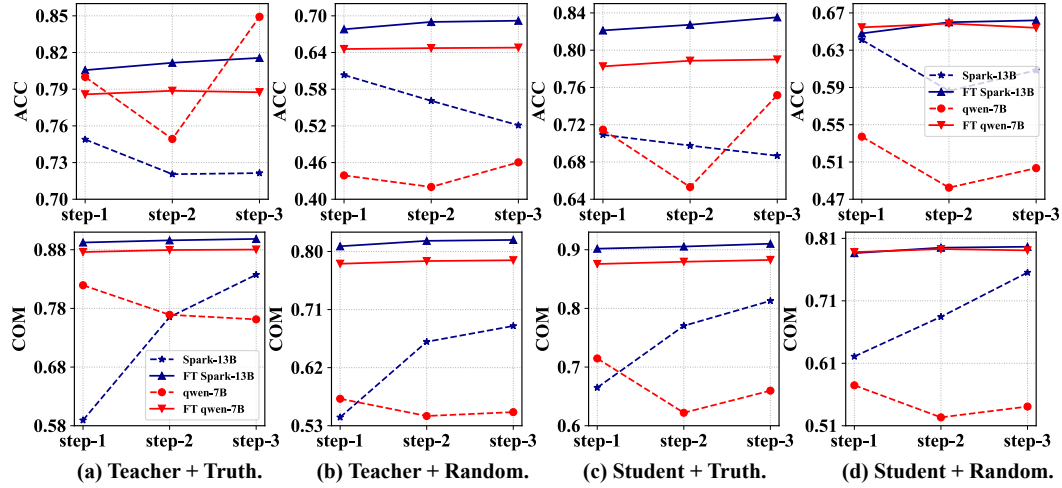 ACC
0.85
0.82
0.79
0.76
0.73
0.70
step-1 step-2 step-3
ACC
0.70
0.64
0.58
0.52
0.46
0.40
step-1 step-2 step-3
ACC
0.84
0.80
0.76
0.72
0.68
0.64
step-1 step-2 step-3
ACC
0.67
0.63
0.59
0.55
0.51
0.47
Spark-13B
FT Spark-13B
qwen-7B
FT qwen-7B
step-1 step-2 step-3
COM
0.88
0.78
0.68
0.58
Spark-13B
FT Spark-13B
qwen-7B
FT qwen-7B
step-1 step-2 step-3
(a) Teacher + Truth.
COM
0.80
0.71
0.62
0.53
step-1 step-2 step-3
(b) Teacher + Random.
COM
0.9
0.8
0.7
0.6
step-1 step-2 step-3
(c) Student + Truth.
COM
0.81
0.71
0.61
0.51
step-1 step-2 step-3
(d) Student + Random.